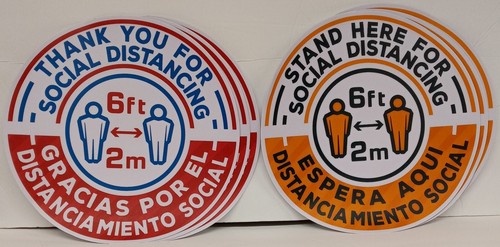 THANK YOU FOR
SOCIAL DISTANCING
6ft
2m
GRACIAS POR EL
DISTANCIAMIENTO SOCIAL
STAND HERE FOR
SOCIAL DISTANCING
6ft
2m
ESPERA AQUI
DISTANCIAMIENTO SOCIAL